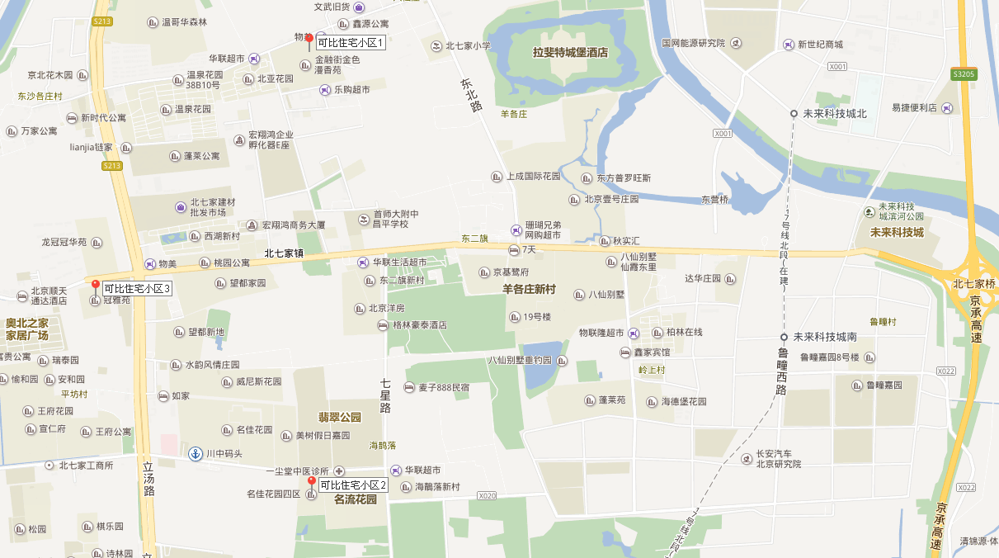 文武旧货
S213
温哥华森林
鑫源公寓
物美
可比住宅小区1
北七家小学
拉斐特城堡酒店
国网能源研究院
新世纪商城
X001
S3205
华联超市
金融街金色
漫香苑
京北花木园
温泉花园
38B10号
北亚花园
乐购超市
东沙各庄村
东北路
羊各庄
未来科技城北
易捷便利店
温泉花园
新时代公寓
万家公寓
宏翔鸿企业
孵化器E座
X001
lianjia链家
蓬莱公寓
S213
上成国际花园
东方普罗旺斯
北京壹号庄园
东营桥
北七家建材
批发市场
首师大附中
昌平学校
宏翔鸿商务大厦
未来科技
城滨河公园
未来科技城
17号线北段(在建)
珊瑚兄弟
网购超市
西湖新村
龙冠冠华苑
东二旗
7天
秋实汇
北七家镇
物美
桃园公寓
华联生活超市
八仙别墅
仙霞东里
京基鹭府
东二旗新村
望都家园
达华庄园
北七家桥
可比住宅小区3
冠雅苑
北京顺天
通达酒店
羊各庄新村
八仙别墅
京承高速
北京洋房
19号楼
奥北之家
家居广场
格林豪泰酒店
鲁疃村
望都新地
物联隆超市
柏林在线
未来科技城南
鑫家宾馆
鲁疃西路
鲁疃嘉园8号楼
富贵公寓
瑞泰园
水韵风情庄园
八仙别墅垂钓园
岭上村
X022
愉和园
安和园
威尼斯花园
七星路
麦子888民宿
鲁疃嘉园
平坊村
如家
蓬莱苑
海德堡花园
王府花园
翡翠公园
宣仁府
王府公寓
名佳花园
美树假日嘉园
海鹊落
川中码头
长安汽车
北京研究院
北七家工商所
立汤路
一尘堂中医诊所
华联超市
可比住宅小区2
海鶄落新村
名佳花园四区
名流花园
X020
X022
京承高速
松园
棋乐园
诗林园
清锦源·体